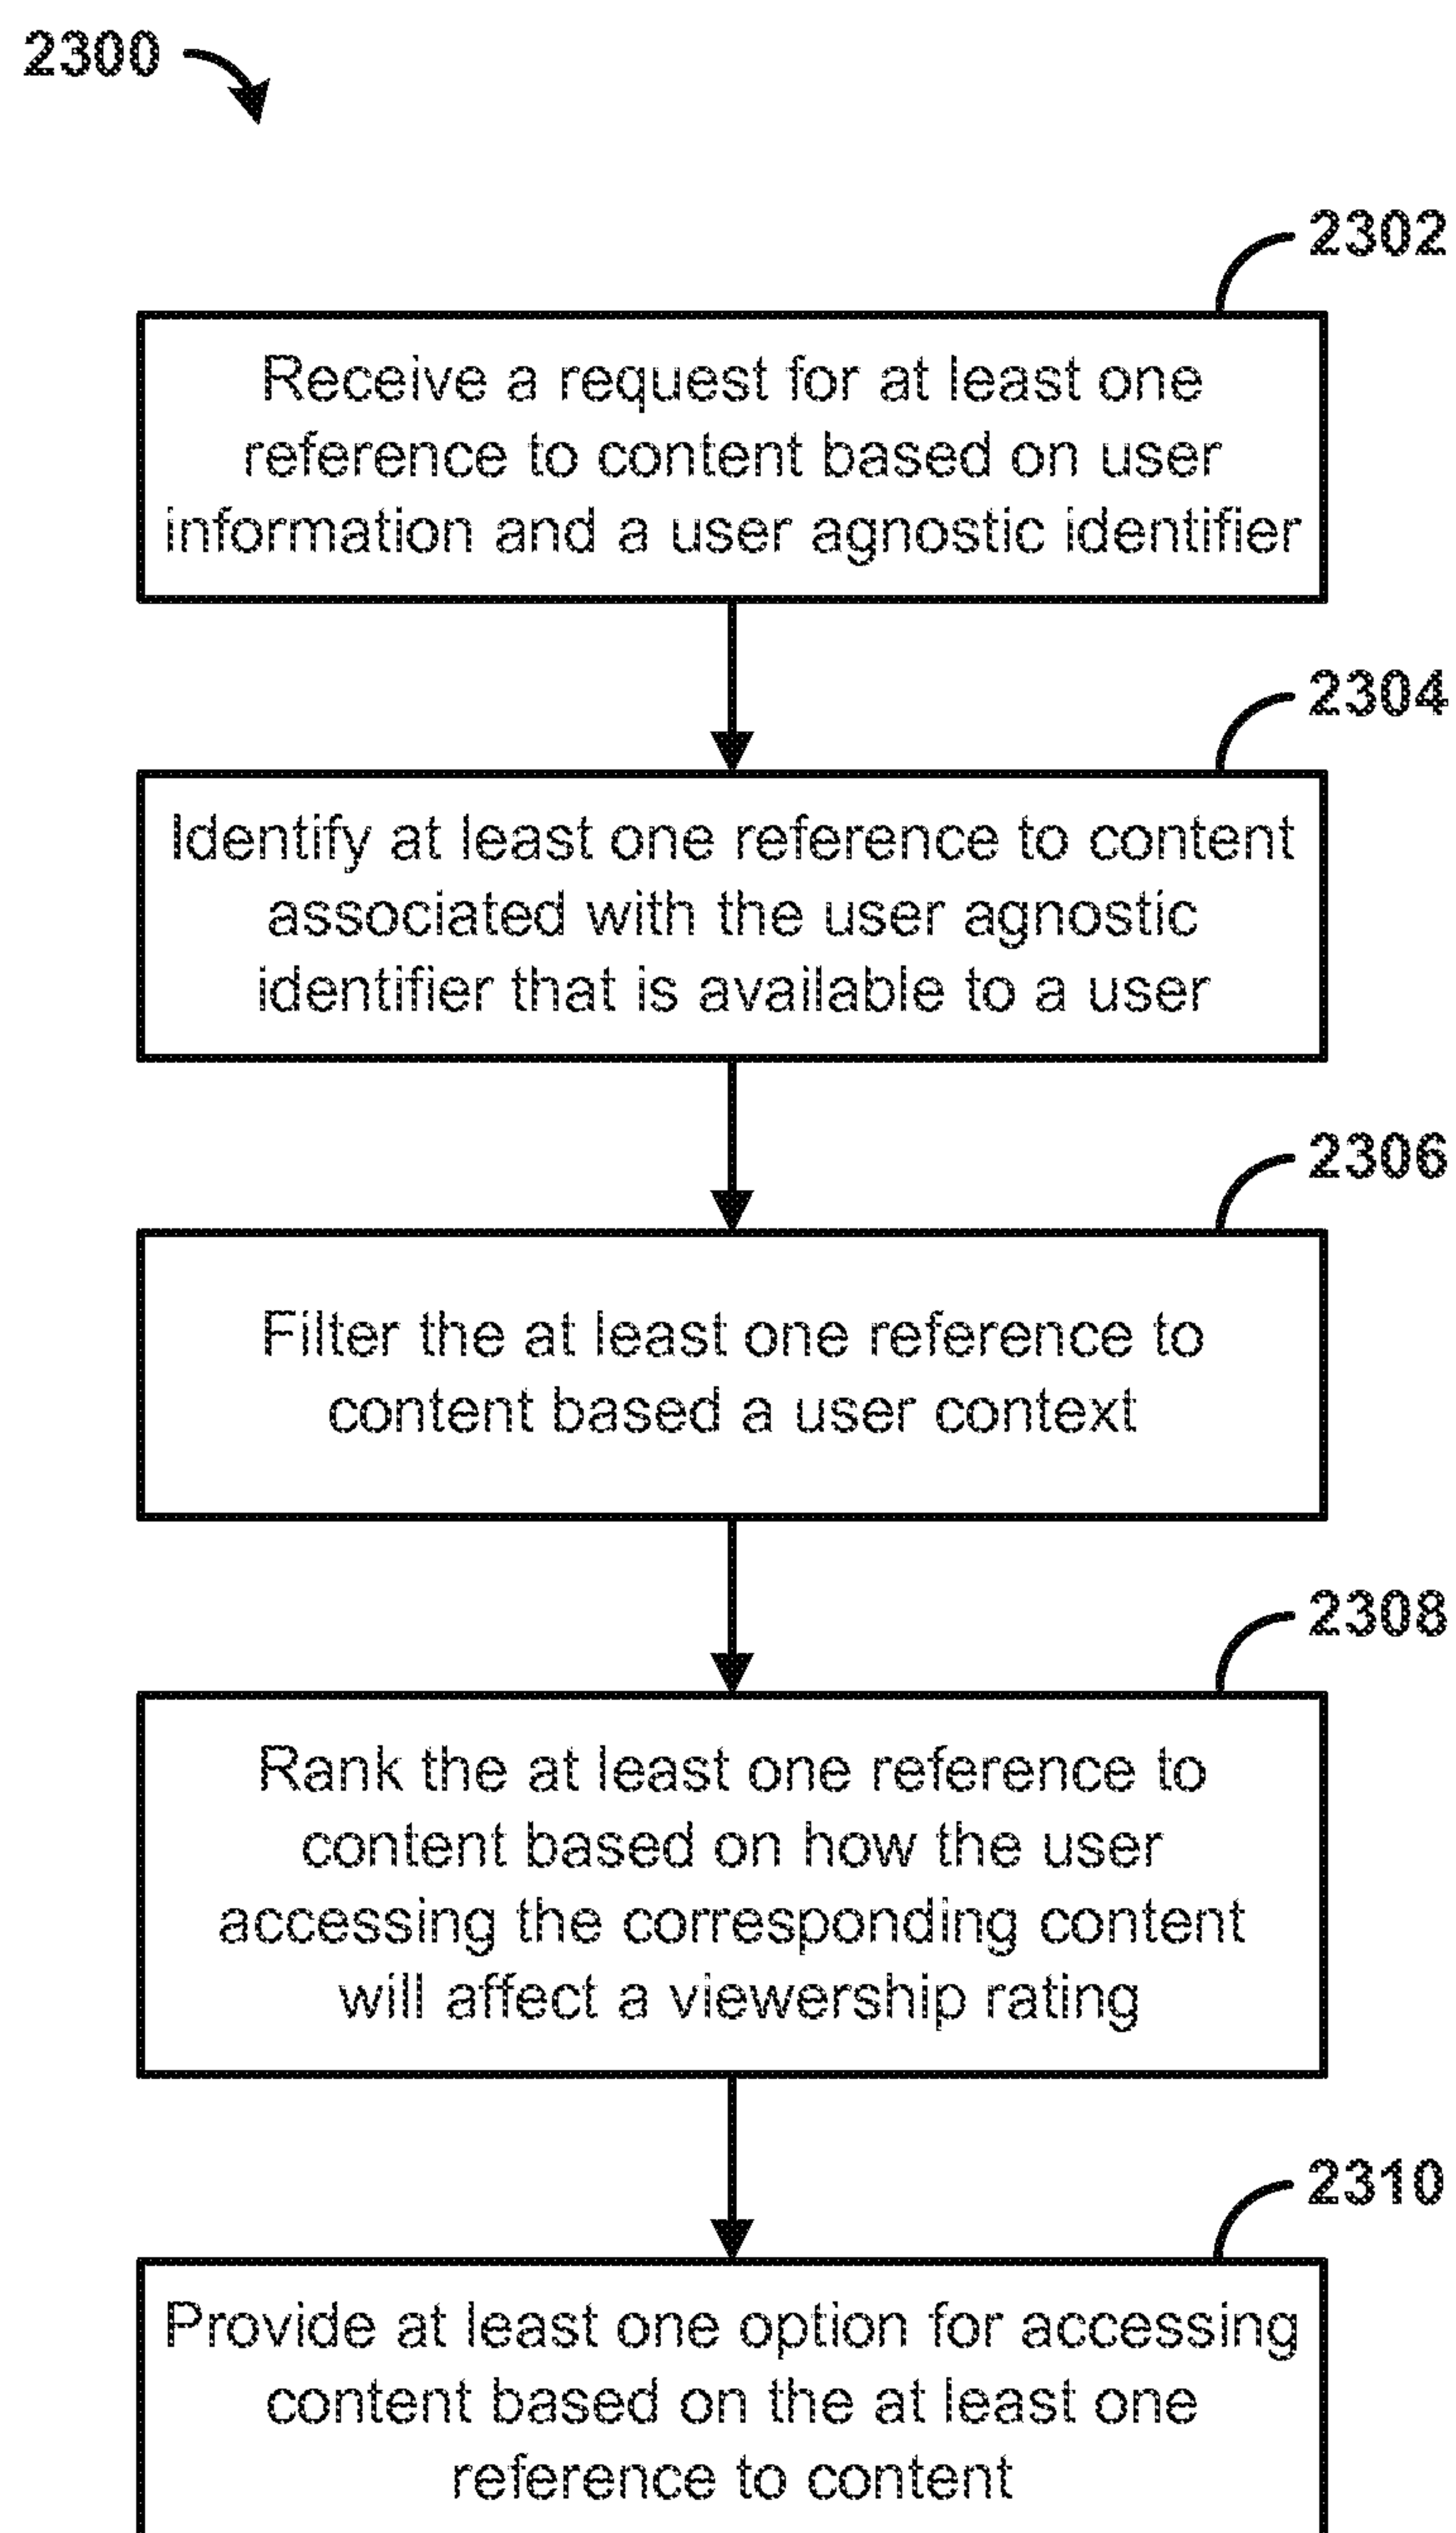 2300
2302
Receive a request for at least one
reference to content based on user
information and a user agnostic identifier
2304
Identify at least one reference to content
associated with the user agnostic
identifier that is available to a user
2306
Filter the at least one reference to
content based a user context
2308
Rank the at least one reference to
content based on how the user
accessing the corresponding content
will affect a viewership rating
2310
Provide at least one option for accessing
content based on the at least one
reference to content